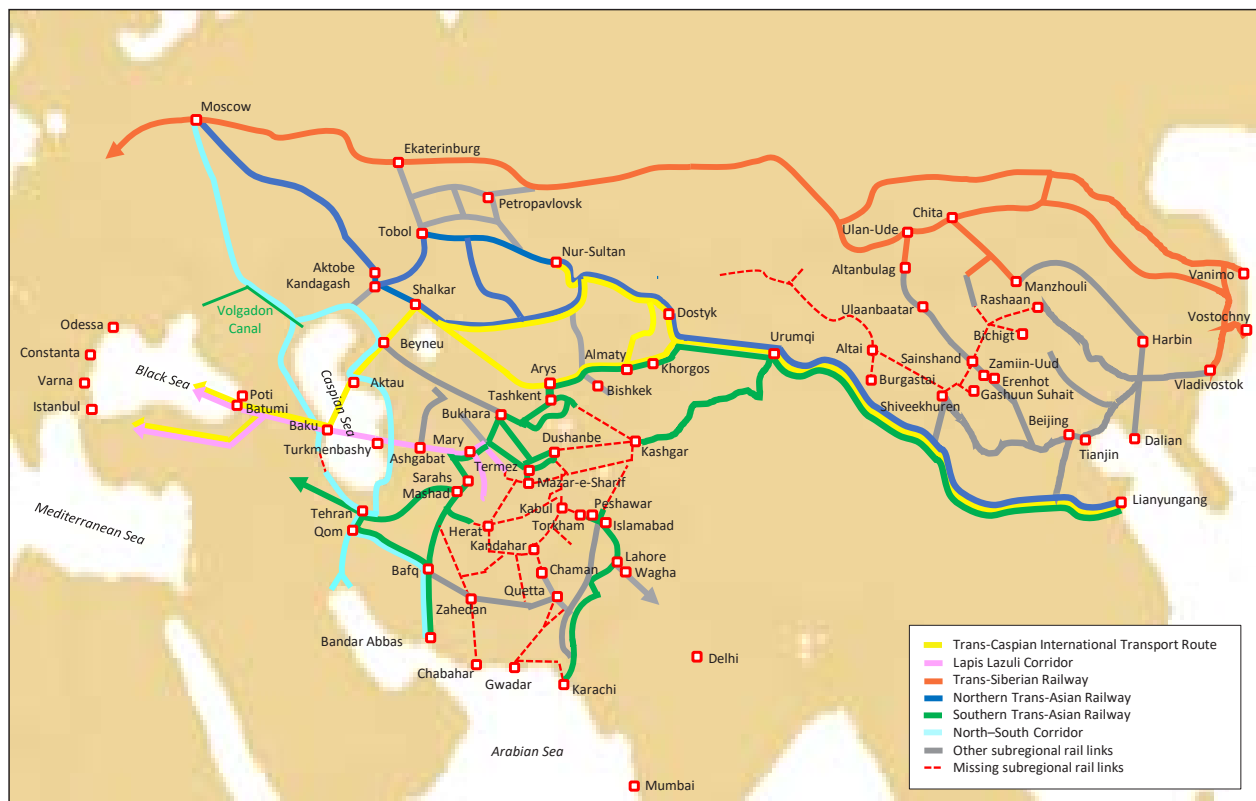 Moscow
Ekaterinburg
Petropavlovsk
Chita
Tobol
Ulan-Ude
Nur-Sultan
Aktobe
Altanbulag
Vanimo
Kandagash
Manzhouli
Shalkar
Rashaan
Volgadon
Canal
Ulaanbaatar
Dostyk
Vostochny
Odessa
Bichigt
Beyneu
Urumqi
Harbin
Constanta
Altai
Sainshand
Almaty
Zamiin-Uud
Black Sea
Khorgos
Arys
Erenhot
Varna
Caspian Sea
Aktau
Burgastai
Gashuun Suhait
Vladivostok
Poti
Bishkek
Tashkent
Shiveekhuren
Istanbul
Batumi
Bukhara
Baku
Beijing
Dushanbe
Mary
Turkmenbashy
Kashgar
Dalian
Ashgabat
Tianjin
Termez
Sarahs
Mazar-e-Sharif
Mashad
Tehran
Kabul
Peshawar
Lianyungang
Torkham
Islamabad
Mediterranean Sea
Qom
Herat
Kandahar
Lahore
Bafq
Chaman
Wagha
Quetta
Zahedan
Bandar Abbas
Delhi
Chabahar
Gwadar
Karachi
Arabian Sea
Mumbai
Trans-Caspian International Transport Route
Lapis Lazuli Corridor
Trans-Siberian Railway
Northern Trans-Asian Railway
Southern Trans-Asian Railway
North–South Corridor
Other subregional rail links
Missing subregional rail links